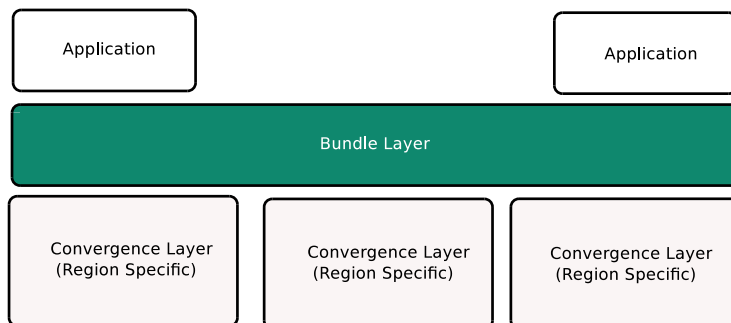 Application
Application
Bundle Layer
Convergence Layer
(Region Specific)
Convergence Layer
(Region Specific)
Convergence Layer
(Region Specific)